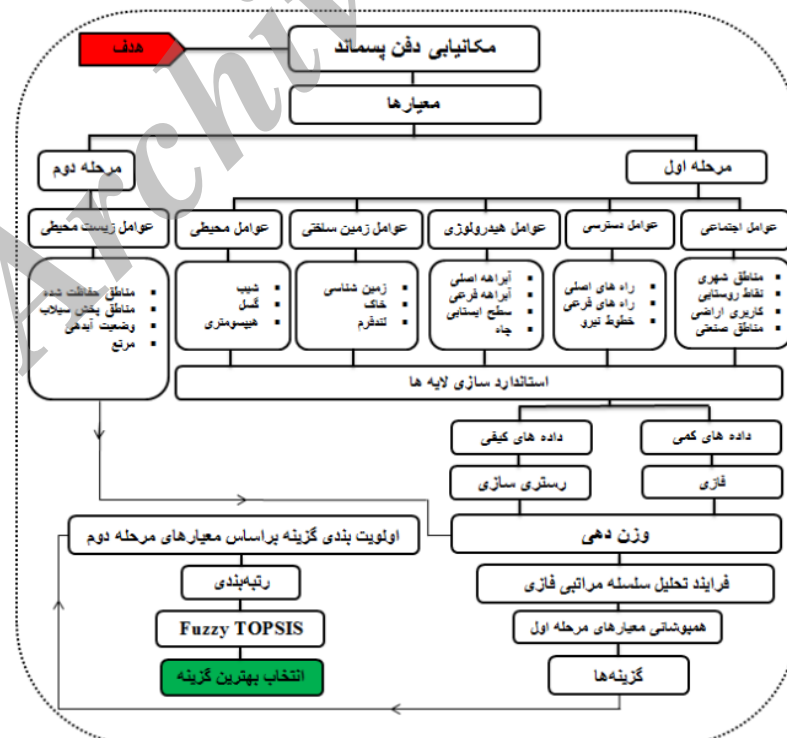 هدف
مکانیابی دفن پسماند
معیارها
مرحله اول
مرحله دوم
عوامل اجتماعی
عوامل دسترسی
عوامل هیدرولوژی
عوامل زمین ساختی
عوامل محیطی
عوامل زیست محیطی
مناطق شهری
نقاط روستایی
کاربری اراضی
مناطق صنعتی
راه های اصلی
راه های فرعی
خطوط نیرو
آبراهه اصلی
آبراهه فرعی
سطح ایستابی
چاه
زمین شناسی
خاک
لندفرم
شیب
گسل
هیپسومتری
مناطق حفاظت شده
مناطق پخش سیلاب
وضعیت آبدهی
مرتع
استاندارد سازی لایه ها
داده های کمی
داده های کیفی
فازی
رستری سازی
وزن دهی
فرایند تحلیل سلسله مراتبی فازی
همپوشانی معیارهای مرحله اول
گزینه‌ها
اولویت بندی گزینه براساس معیارهای مرحله دوم
رتبه‌بندی
Fuzzy TOPSIS
انتخاب بهترین گزینه
Archiv